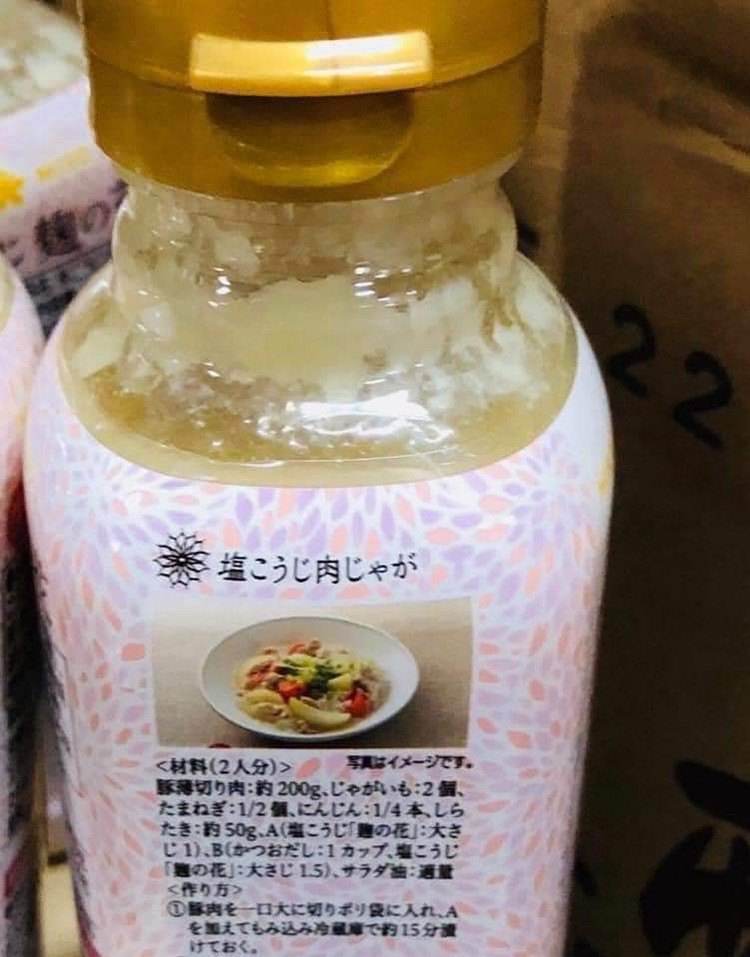 塩こうじ肉じゃが
写真はイメージです。
<材料(2人分)>
豚薄切り肉:約200g、じゃがいも:2個、
たまねぎ:1/2個、にんじん:1/4本、しら
たき:約50g、A(塩こうじ「麹の花」:大さ
じ1)、B(かつおだし:1カップ、塩こうじ
「麹の花」:大さじ1.5)、サラダ油:適量
<作り方>
①豚肉を一口大に切りポリ袋に入れ、A
を加えてもみ込み冷蔵庫で約15分漬
けておく。
22